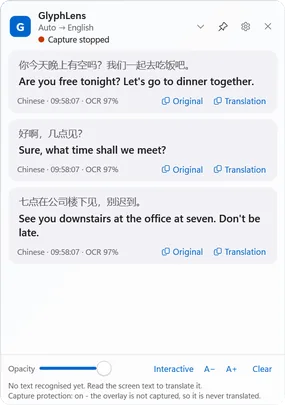 GlyphLens
G
Auto → English
Capture stopped
你今天晚上有空吗？我们一起去吃饭吧。
Are you free tonight? Let's go to dinner together.
Chinese · 09:58:07 · OCR 97%
Original
Translation
好啊，几点见？
Sure, what time shall we meet?
Chinese · 09:58:07 · OCR 97%
Original
Translation
七点在公司楼下见，别迟到。
See you downstairs at the office at seven. Don't be
late.
Chinese · 09:58:07 · OCR 97%
Original
Translation
Opacity
Interactive
A−
A+
Clear
No text recognised yet. Read the screen text to translate it.
Capture protection: on - the overlay is not captured, so it is never translated.